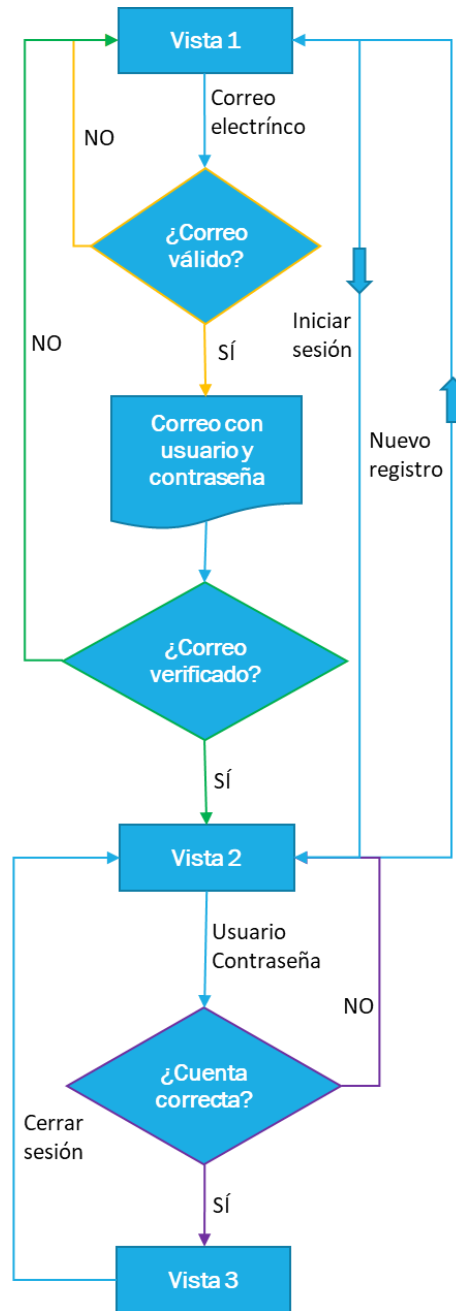 Vista 1
Correo
electrínco
NO
¿Correo
válido?
SÍ
NO
Iniciar
sesión
Correo con
usuario y
contraseña
Nuevo
registro
¿Correo
verificado?
SÍ
Vista 2
Usuario
Contraseña
NO
¿Cuenta
correcta?
Cerrar
sesión
SÍ
Vista 3